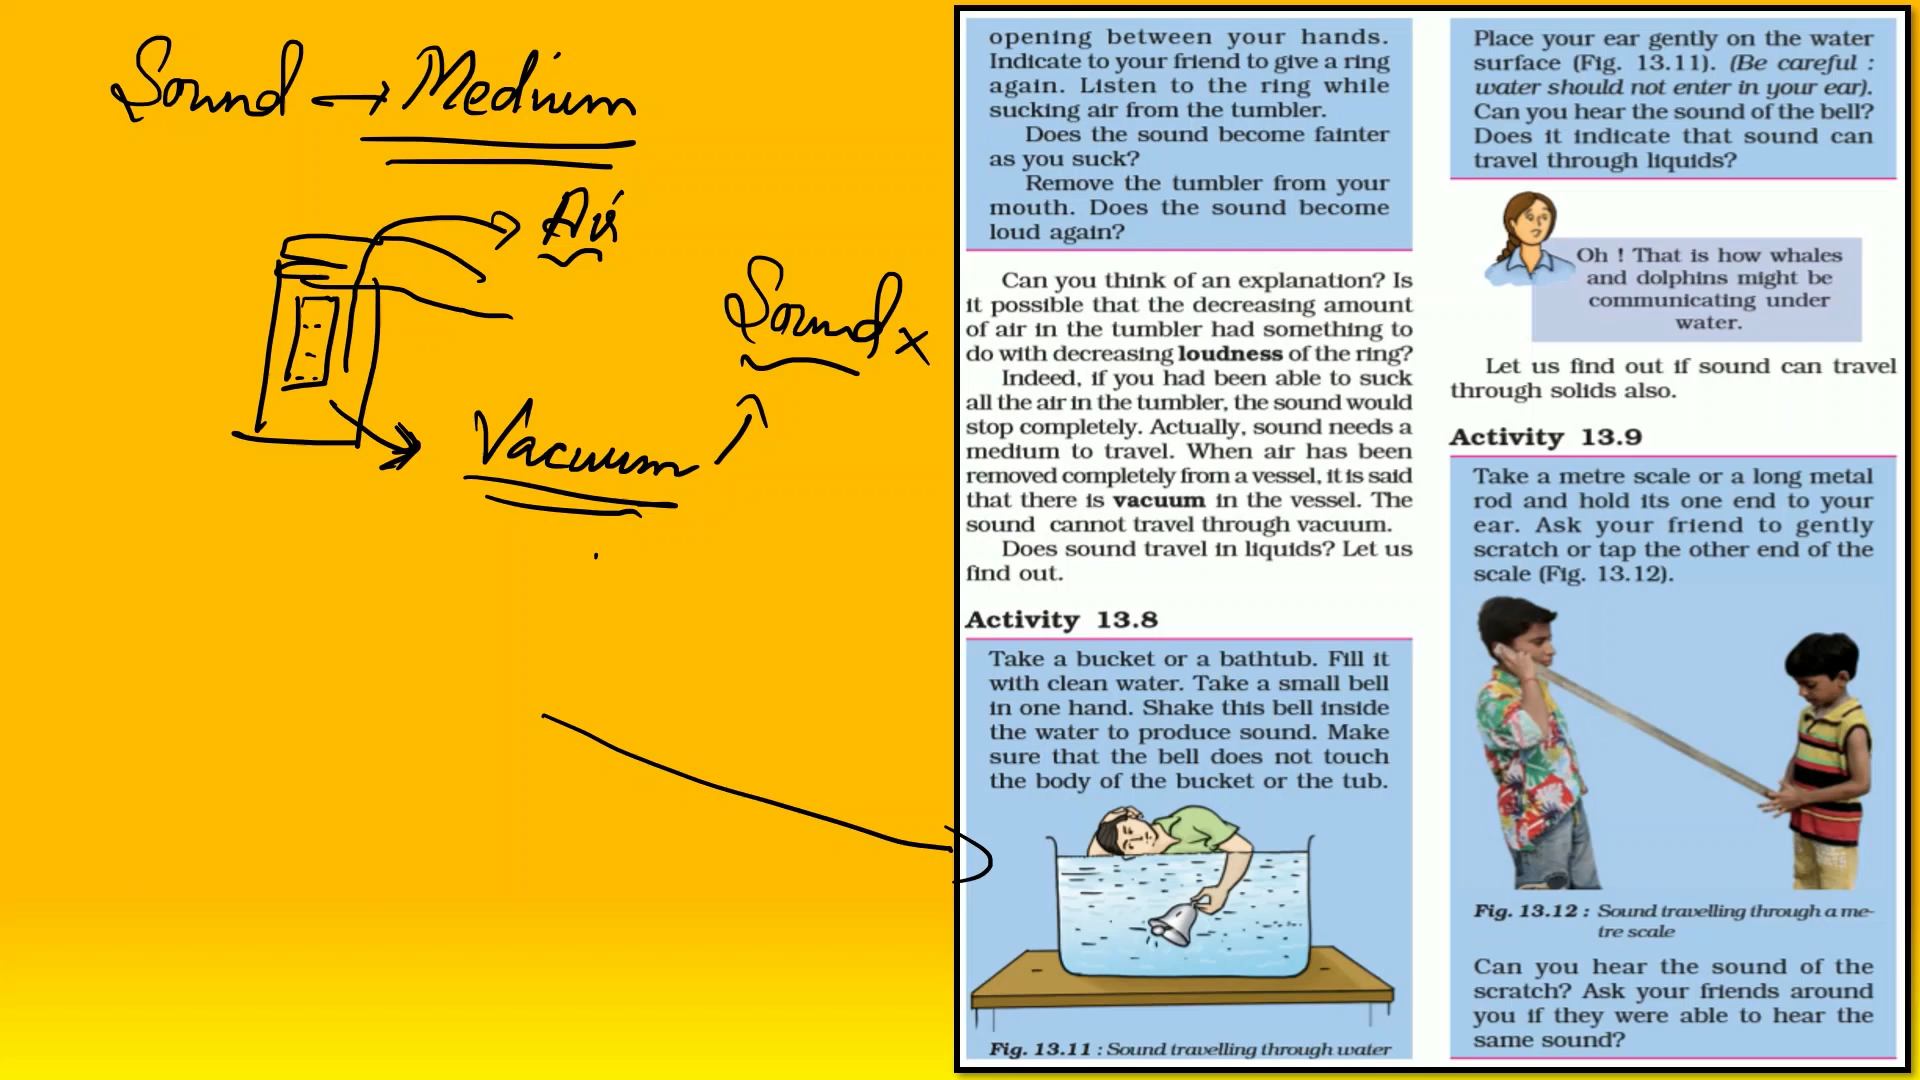 Sound → Medium
Air
Sound x
Vacuum
opening between your hands.
Indicate to your friend to give a ring
again. Listen to the ring while
sucking air from the tumbler.
Does the sound become fainter
as you suck?
Remove the tumbler from your
mouth. Does the sound become
loud again?
Can you think of an explanation? Is
it possible that the decreasing amount
of air in the tumbler had something to
do with decreasing loudness of the ring?
Indeed, if you had been able to suck
all the air in the tumbler, the sound would
stop completely. Actually, sound needs a
medium to travel. When air has been
removed completely from a vessel, it is said
that there is vacuum in the vessel. The
sound cannot travel through vacuum.
Does sound travel in liquids? Let us
find out.
Activity 13.8
Take a bucket or a bathtub. Fill it
with clean water. Take a small bell
in one hand. Shake this bell inside
the water to produce sound. Make
sure that the bell does not touch
the body of the bucket or the tub.
Fig. 13.11 : Sound travelling through water
Place your ear gently on the water
surface (Fig. 13.11). (Be careful :
water should not enter in your ear).
Can you hear the sound of the bell?
Does it indicate that sound can
travel through liquids?
Oh ! That is how whales
and dolphins might be
communicating under
water.
Let us find out if sound can travel
through solids also.
Activity 13.9
Take a metre scale or a long metal
rod and hold its one end to your
ear. Ask your friend to gently
scratch or tap the other end of the
scale (Fig. 13.12).
Fig. 13.12 : Sound travelling through a me-
tre scale
Can you hear the sound of the
scratch? Ask your friends around
you if they were able to hear the
same sound?